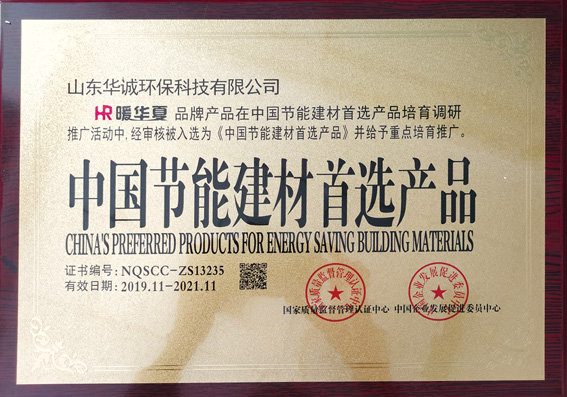 山东华诚环保科技有限公司
HR 暖华夏 品牌产品在中国节能建材首选产品培育调研
推广活动中,经审核被入选为《中国节能建材首选产品》并给予重点培育推广。
中国节能建材首选产品
CHINA'S PREFERRED PRODUCTS FOR ENERGY SAVING BUILDING MATERIALS
证书编号: NQSCC-ZS13235
有效日期: 2019.11-2021.11
国家质量监督管理认证中心 中国企业发展促进委员中心